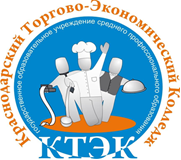 Краснодарский Торгово-Экономический Колледж
государственное образовательное учреждение среднего профессионального образования
КТЭК